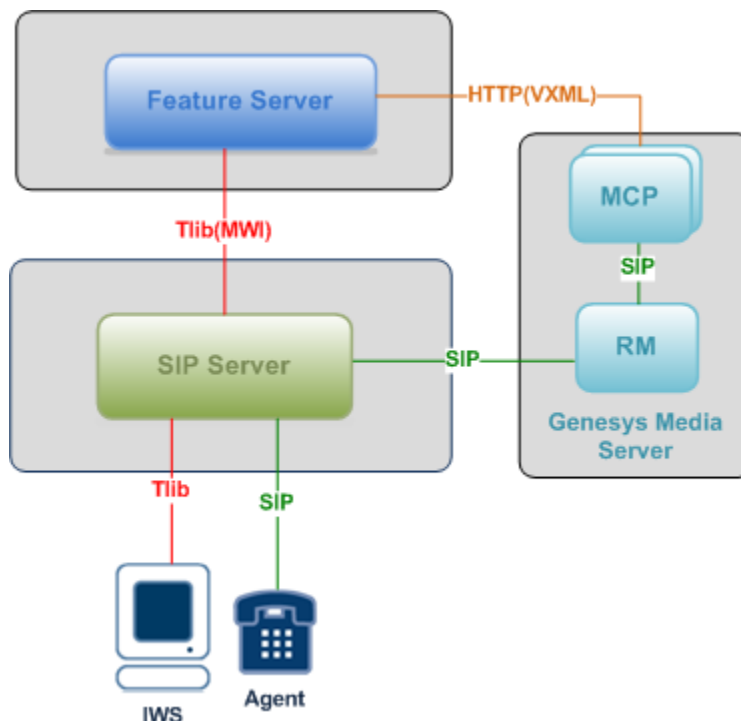 Feature Server
HTTP(VXML)
MCP
Tlib(MWI)
SIP
SIP Server
SIP
RM
Genesys Media
Server
Tlib
SIP
IWS
Agent